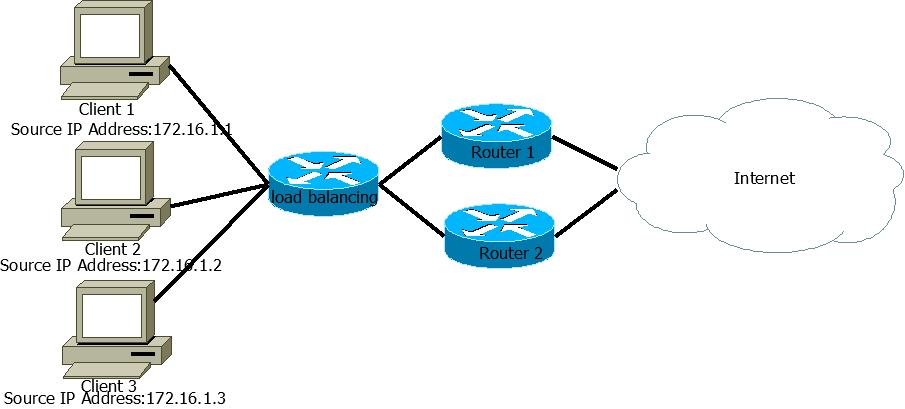 Client 1
Source IP Address:172.16.1.1
Client 2
Source IP Address:172.16.1.2
Client 3
Source IP Address:172.16.1.3
load balancing
Router 1
Router 2
Internet